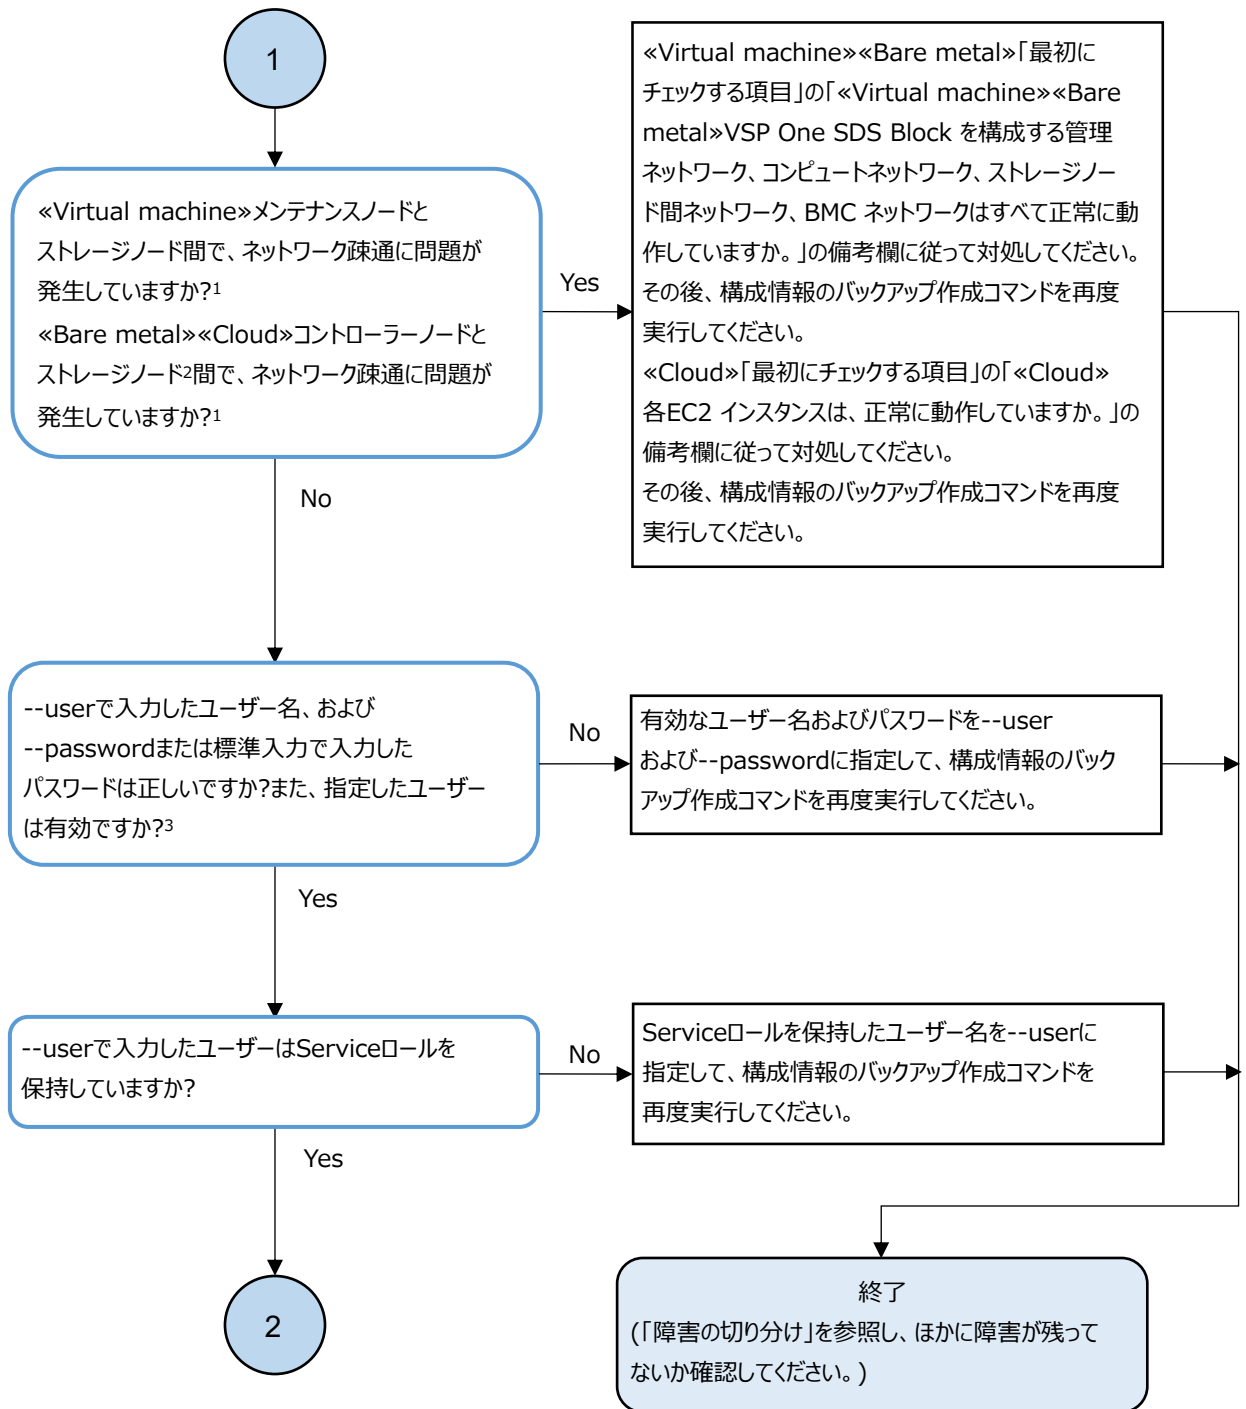 1
«Virtual machine»メンテナンスノードと
ストレージノード間で、ネットワーク疎通に問題が
発生していますか?1
«Bare metal»«Cloud»コントローラーノードと
ストレージノード2間で、ネットワーク疎通に問題が
発生していますか?1
Yes
«Virtual machine»«Bare metal»「最初に
チェックする項目」の「«Virtual machine»«Bare
metal»VSP One SDS Block を構成する管理
ネットワーク、コンピュートネットワーク、ストレージノー
ド間ネットワーク、BMC ネットワークはすべて正常に動
作していますか。」の備考欄に従って対処してください。
その後、構成情報のバックアップ作成コマンドを再度
実行してください。
«Cloud»「最初にチェックする項目」の「«Cloud»
各EC2 インスタンスは、正常に動作していますか。」の
備考欄に従って対処してください。
その後、構成情報のバックアップ作成コマンドを再度
実行してください。
No
--userで入力したユーザー名、および
--passwordまたは標準入力で入力した
パスワードは正しいですか?また、指定したユーザー
は有効ですか?3
No
有効なユーザー名およびパスワードを--user
および--passwordに指定して、構成情報のバック
アップ作成コマンドを再度実行してください。
Yes
--userで入力したユーザーはServiceロールを
保持していますか?
No
Serviceロールを保持したユーザー名を--userに
指定して、構成情報のバックアップ作成コマンドを
再度実行してください。
Yes
2
終了
(「障害の切り分け」を参照し、ほかに障害が残って
ないか確認してください。)